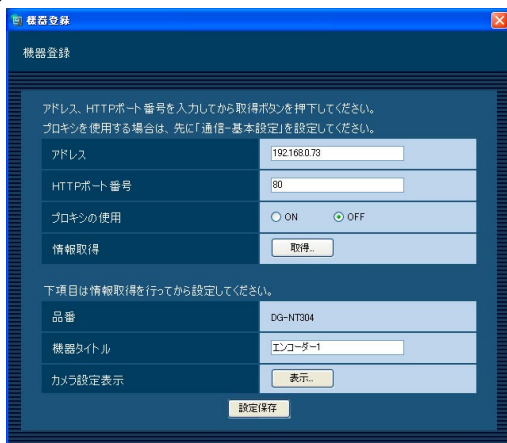 機器登録
機器登録
アドレス、HTTPポート番号を入力してから取得ボタンを押下してください。
プロキシを使用する場合は、先に「通信-基本設定」を設定してください。
アドレス 192.168.0.73
HTTPポート番号 80
プロキシの使用 ON OFF
情報取得 取得...
下項目は情報取得を行ってから設定してください。
品番 DG-NT304
機器タイトル エンコーダー1
カメラ設定表示 表示...
設定保存